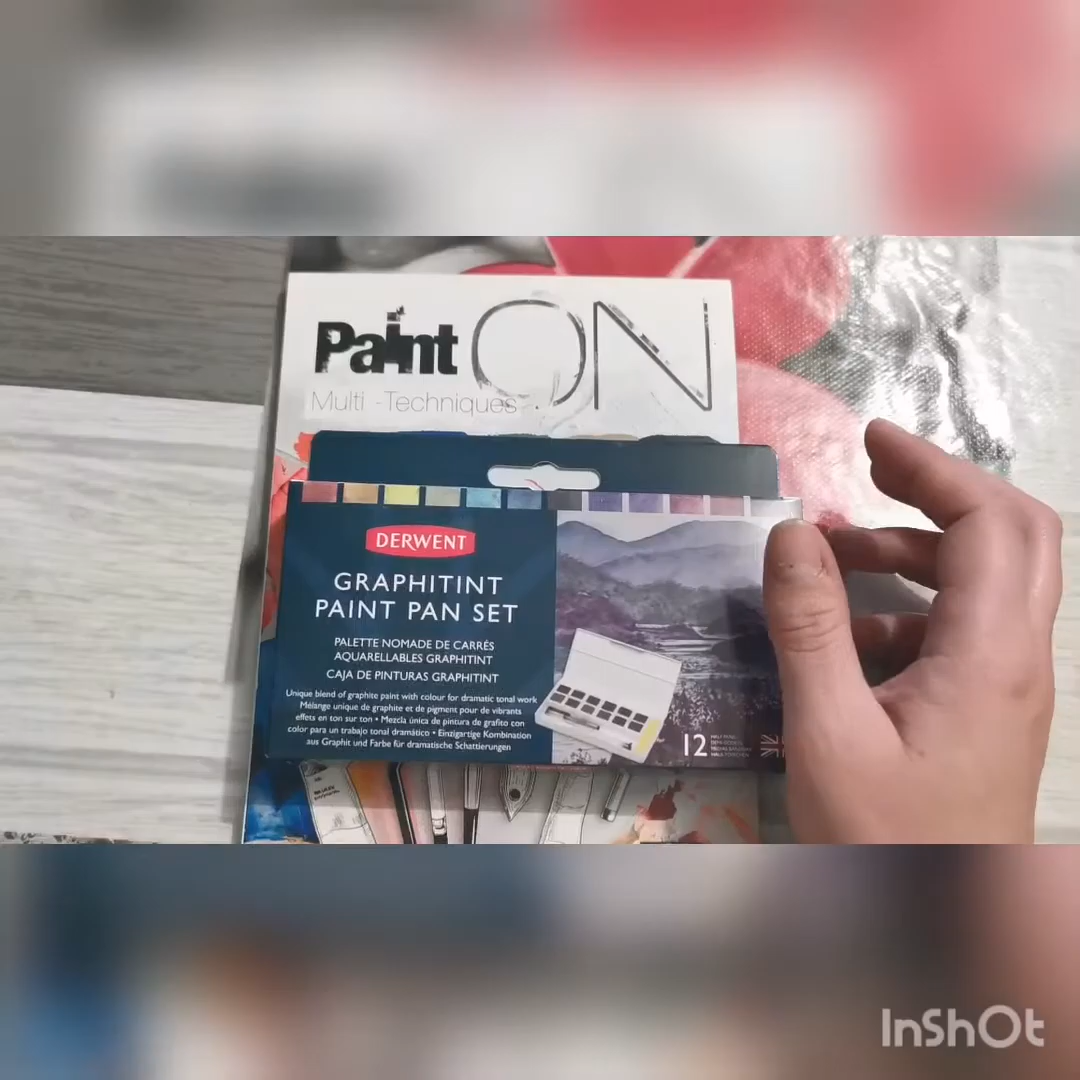 Paint ON
Multi -Techniques
DERWENT
GRAPHITINT
PAINT PAN SET
PALETTE NOMADE DE CARRÉS
AQUARELLABLES GRAPHITINT
CAJA DE PINTURAS GRAPHITINT
Unique blend of graphite paint with colour for dramatic tonal work
Mélange unique de graphite et de pigment pour de vibrants
effets en ton sur ton • Mezcla única de pintura de grafito con
color para un trabajo tonal dramático • Einzigartige Kombination
aus Graphit und Farbe für dramatische Schattierungen
12
InShOt